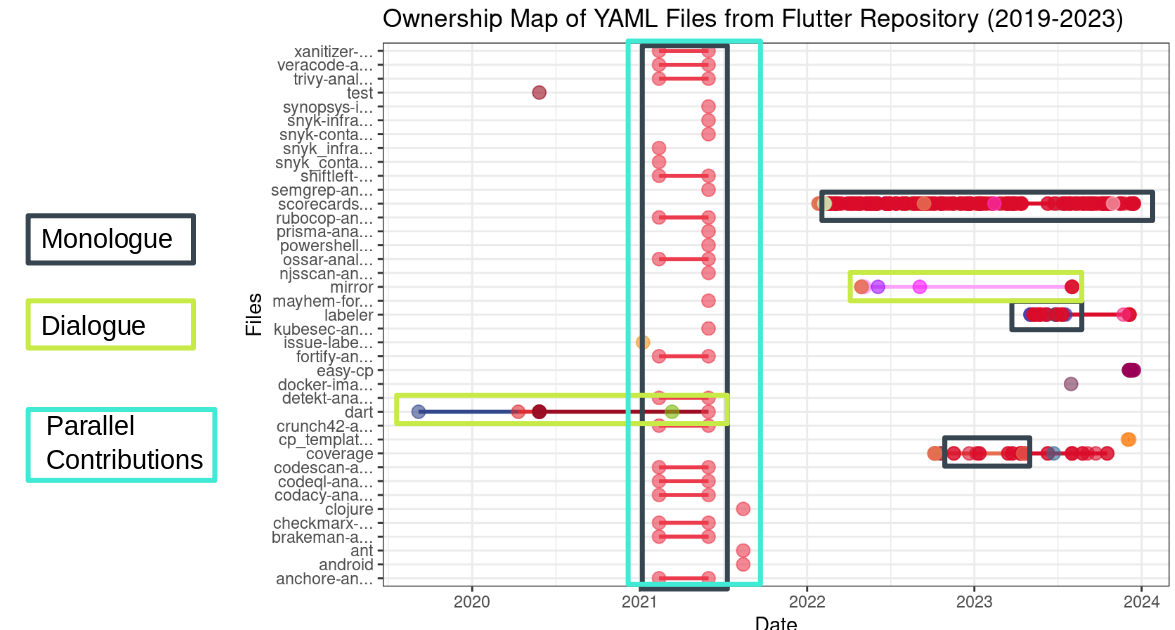 Ownership Map of YAML Files from Flutter Repository (2019-2023)
Monologue
Dialogue
Parallel
Contributions
Files
xanitizer-...
veracode-a...
trivy-anal...
test
synopsys-i...
snyk-infra...
snyk-conta...
snyk_infra...
snyk_conta...
shiftleft-...
semgrep-an...
scorecards...
rubocop-an...
prisma-ana...
powershell...
ossar-anal...
njsscan-an...
mirror
mayhem-for...
labeler
kubesec-an...
issue-labe...
fortify-an...
easy-cp
docker-ima...
detekt-ana...
dart
crunch42-a...
cp_templat...
coverage
codescan-a...
codeql-ana...
codacy-ana...
clojure
checkmarx-...
brakeman-a...
ant
android
anchore-an...
2020 2021 2022 2023 2024
Date